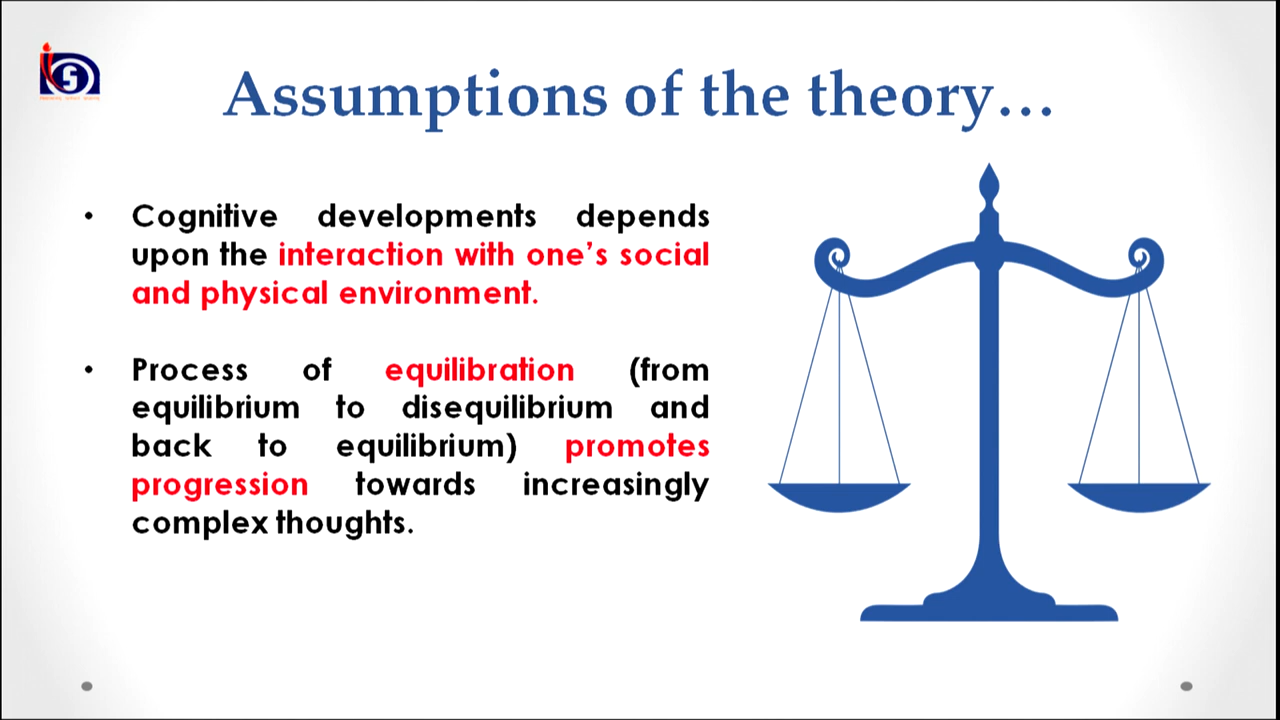 Assumptions of the theory...
• Cognitive developments depends
upon the interaction with one's social
and physical environment.
• Process of equilibration (from
equilibrium to disequilibrium and
back to equilibrium) promotes
progression towards increasingly
complex thoughts.